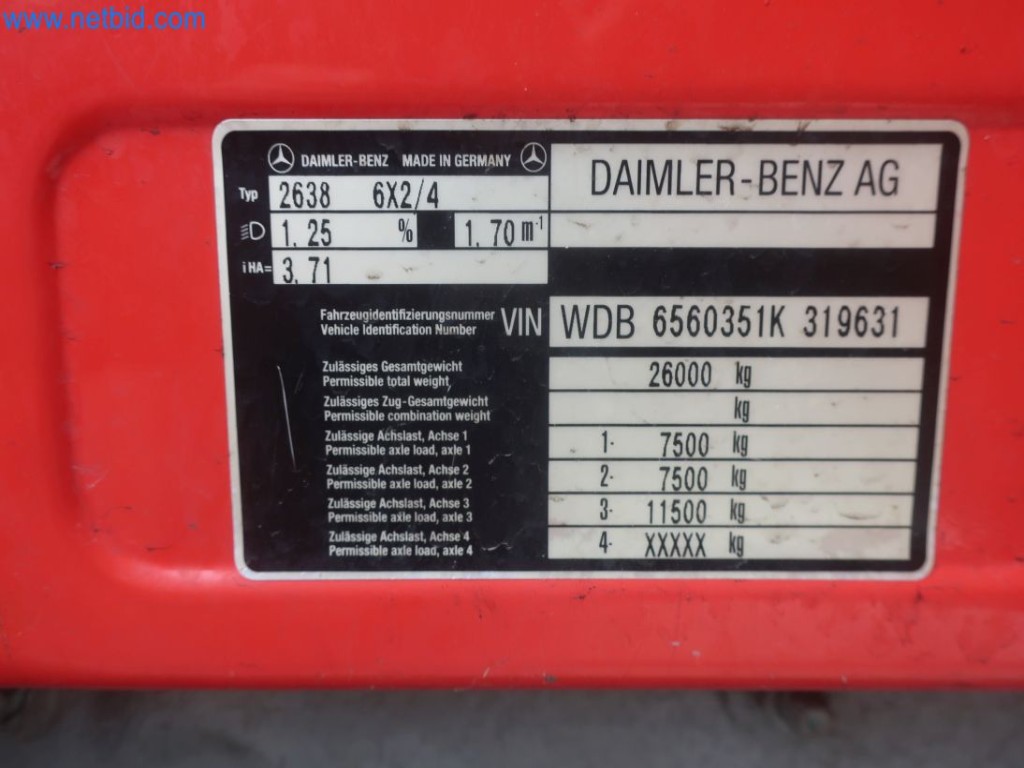 www.netbid.com
DAIMLER-BENZ MADE IN GERMANY
DAIMLER-BENZ AG
Typ 2638 6X2/4
1.25 % 1.70 m-1
iHA= 3.71
Fahrzeugidentifizierungsnummer
Vehicle Identification Number
VIN WDB 6560351K 319631
Zulässiges Gesamtgewicht
Permissible total weight
26000 kg
Zulässiges Zug-Gesamtgewicht
Permissible combination weight
kg
Zulässige Achslast, Achse 1
Permissible axle load, axle 1
1- 7500 kg
Zulässige Achslast, Achse 2
Permissible axle load, axle 2
2- 7500 kg
Zulässige Achslast, Achse 3
Permissible axle load, axle 3
3- 11500 kg
Zulässige Achslast, Achse 4
Permissible axle load, axle 4
4- XXXXX kg